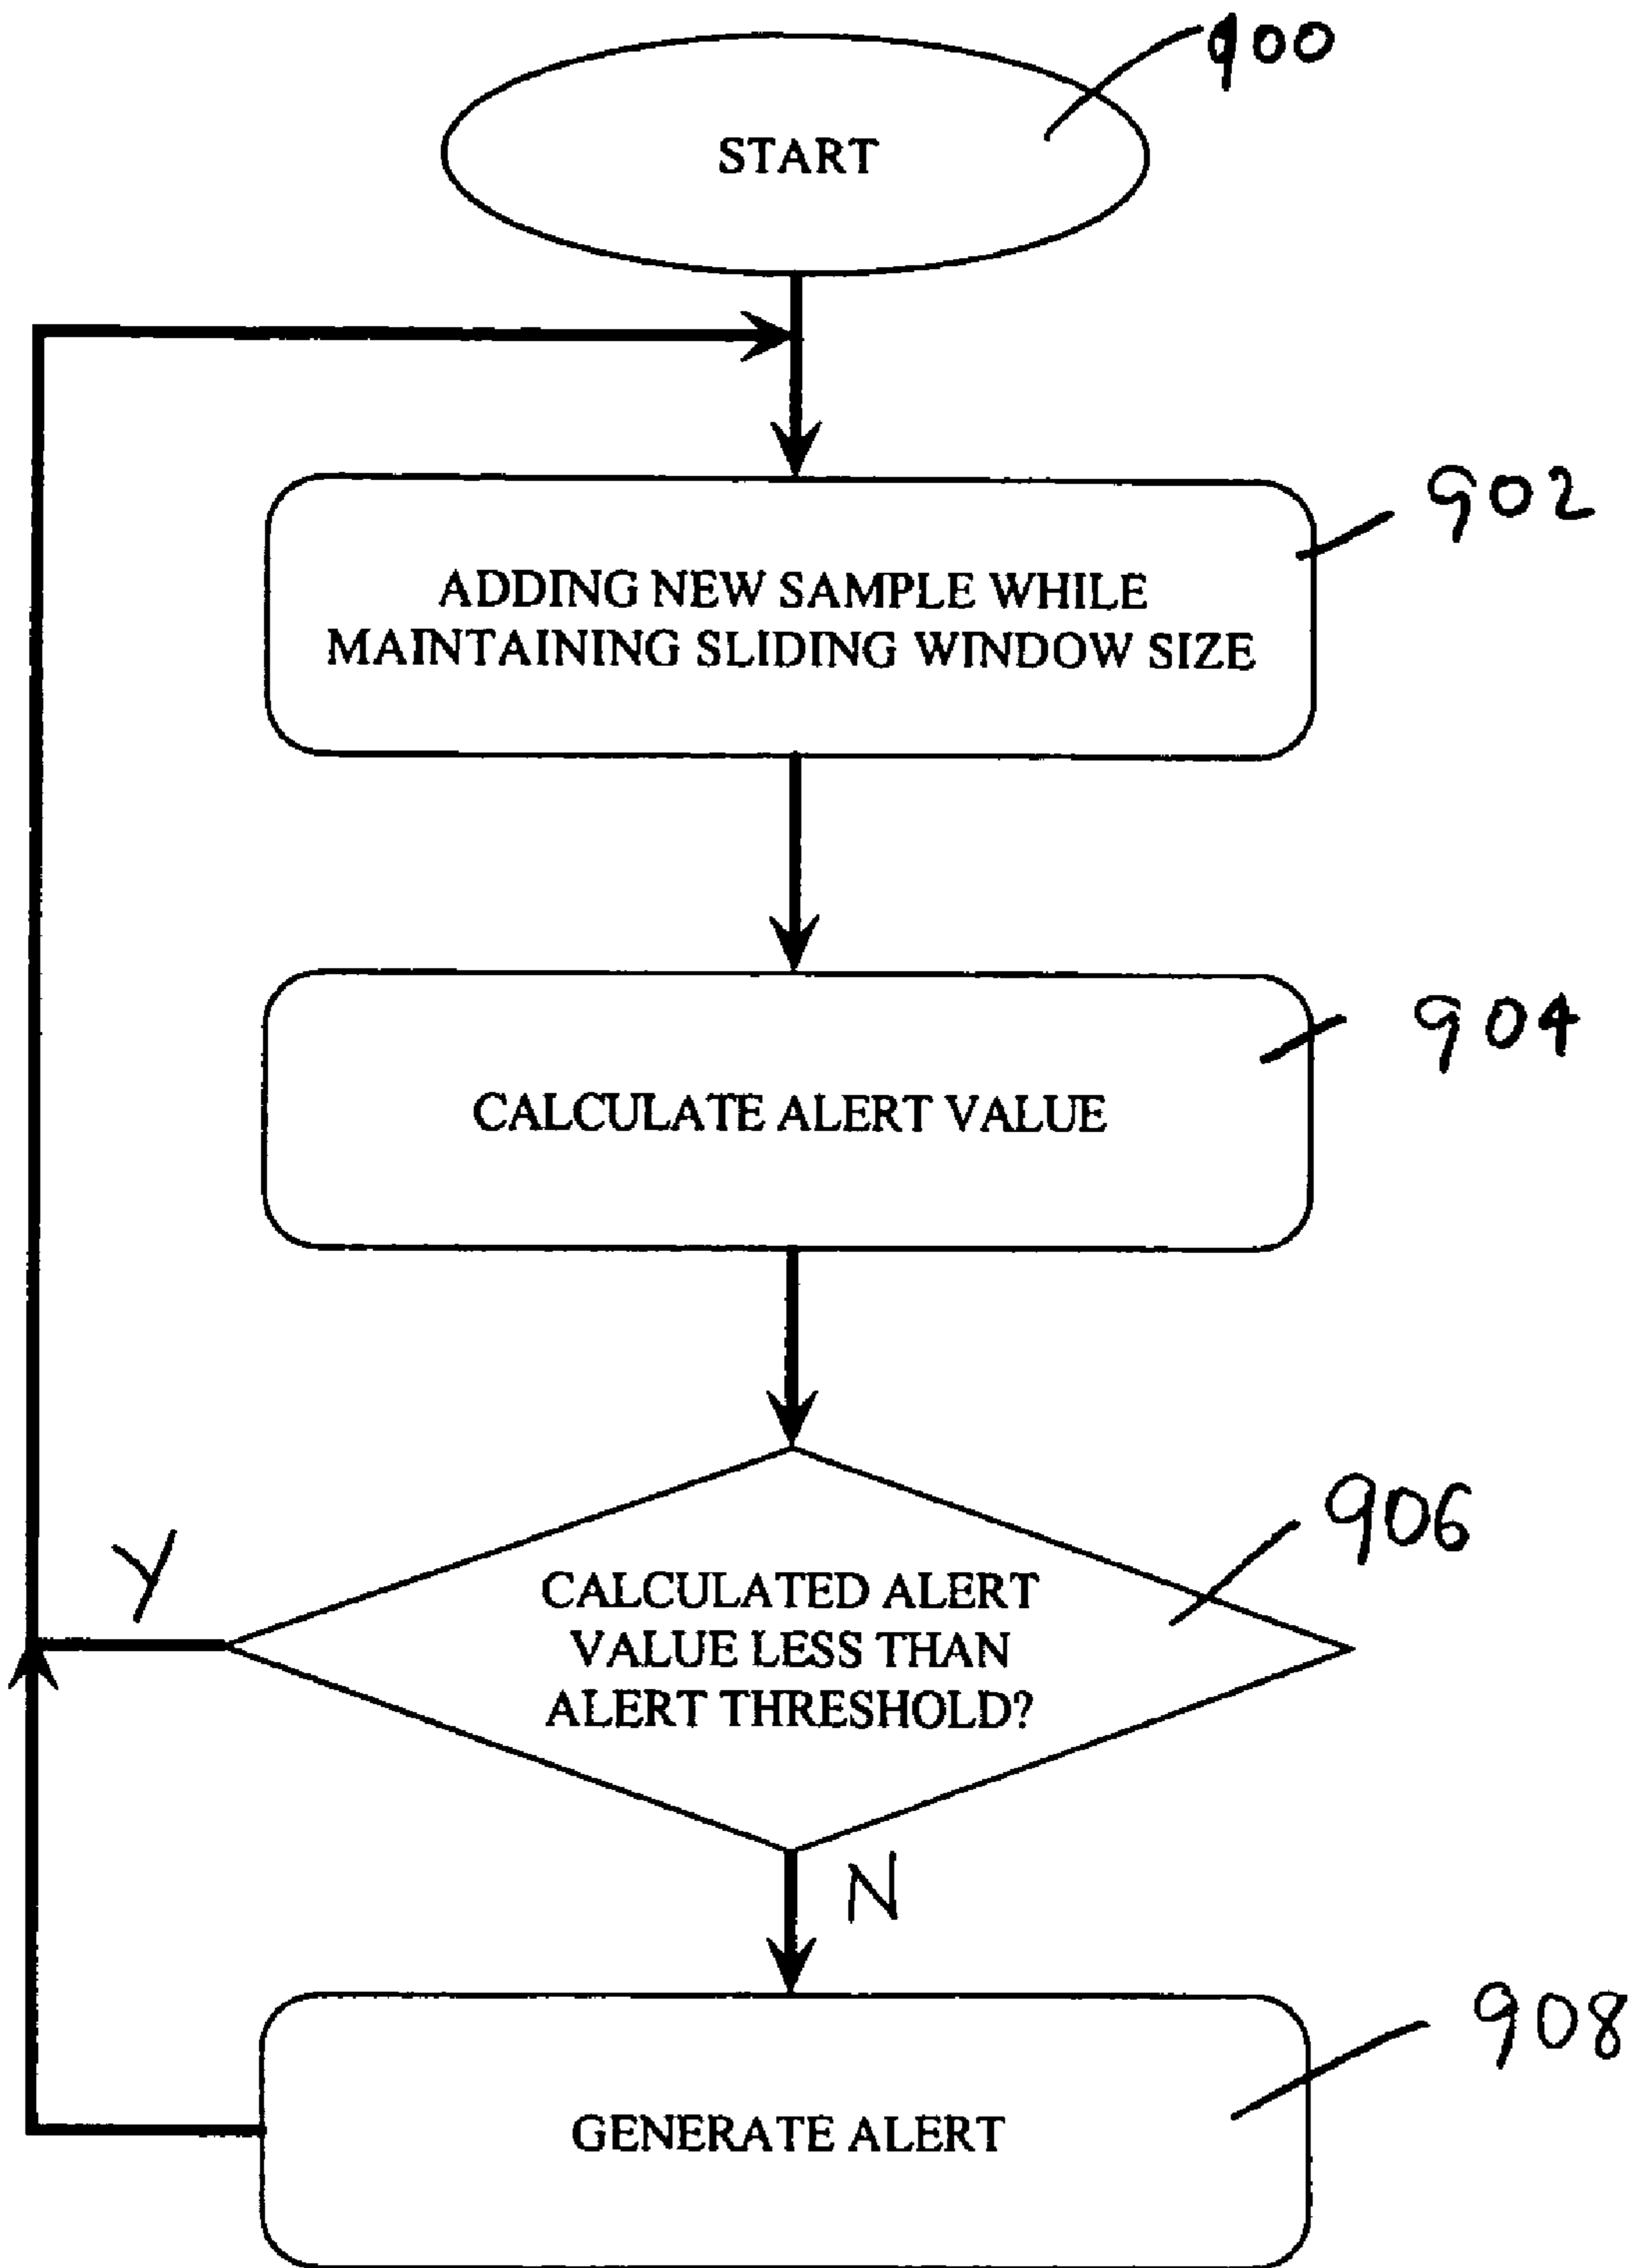 900
START
902
ADDING NEW SAMPLE WHILE
MAINTAINING SLIDING WINDOW SIZE
904
CALCULATE ALERT VALUE
906
Y
CALCULATED ALERT
VALUE LESS THAN
ALERT THRESHOLD?
N
908
GENERATE ALERT